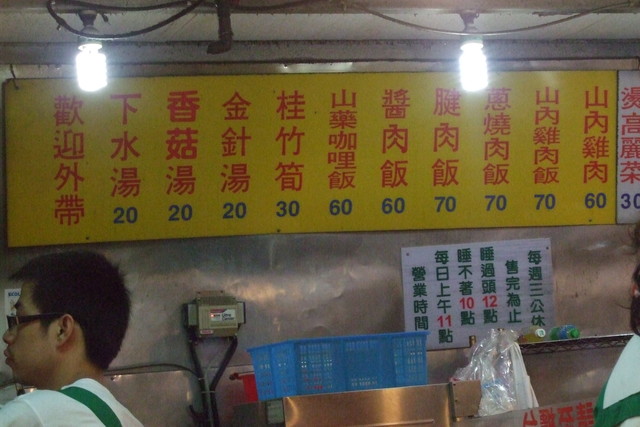 燙高麗菜 30
山內雞肉 60
山內雞肉飯 70
蔥燒肉飯 70
腱肉飯 70
醬肉飯 60
山藥咖哩飯 60
桂竹筍 30
金針湯 20
香菇湯 20
下水湯 20
歡迎外帶
每週三公休
售完為止
睡過頭12點
睡不著10點
每日上午11點
營業時間